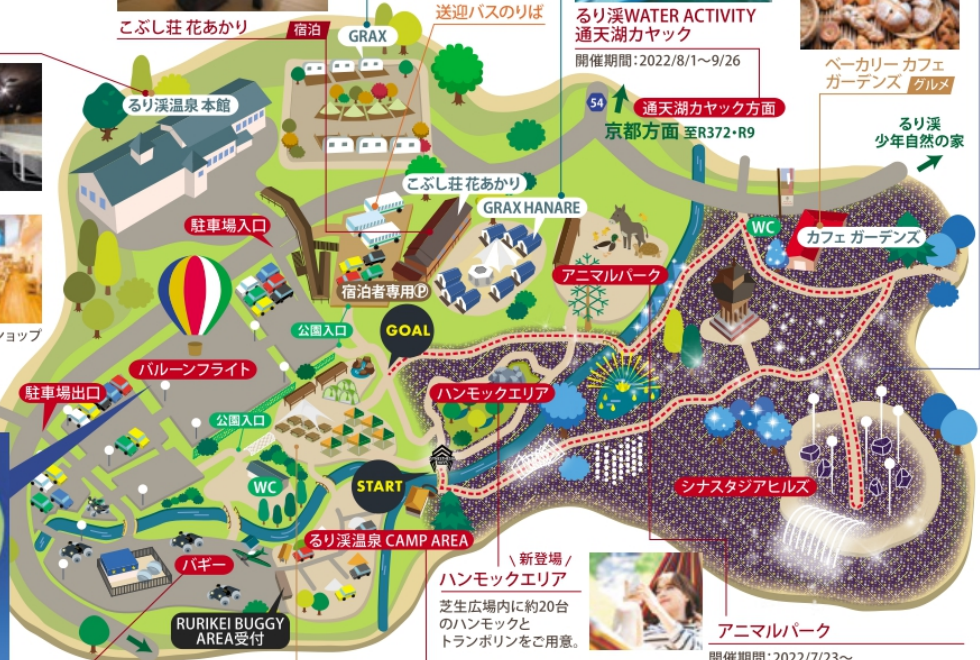 こぶし荘 花あかり
宿泊
GRAX
送迎バスのりば
るり渓WATER ACTIVITY
通天湖カヤック
開催期間:2022/8/1〜9/26
ベーカリー カフェ
ガーデンズ グルメ
るり渓温泉 本館
54
通天湖カヤック方面
京都方面 至R372・R9
るり渓
少年自然の家
こぶし荘 花あかり
GRAX HANARE
駐車場入口
WC
カフェ ガーデンズ
アニマルパーク
宿泊者専用P
公園入口
GOAL
ョップ
バルーンフライト
駐車場出口
ハンモックエリア
公園入口
START
WC
シナスタジアヒルズ
るり渓温泉 CAMP AREA
バギー
\ 新登場 /
ハンモックエリア
芝生広場内に約20台
のハンモックと
トランポリンをご用意。
RURIKEI BUGGY
AREA受付
アニマルパーク
開催期間:2022/7/23〜